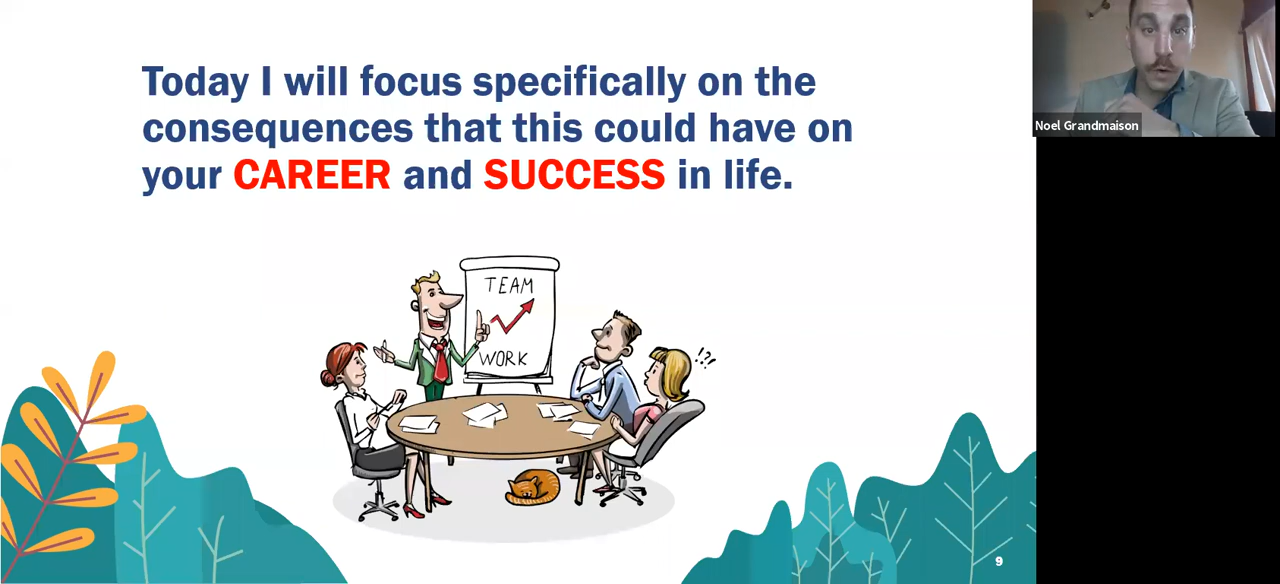 Today I will focus specifically on the
consequences that this could have on
your CAREER and SUCCESS in life.
Noel Grandmaison
TEAM
WORK
!?!
9